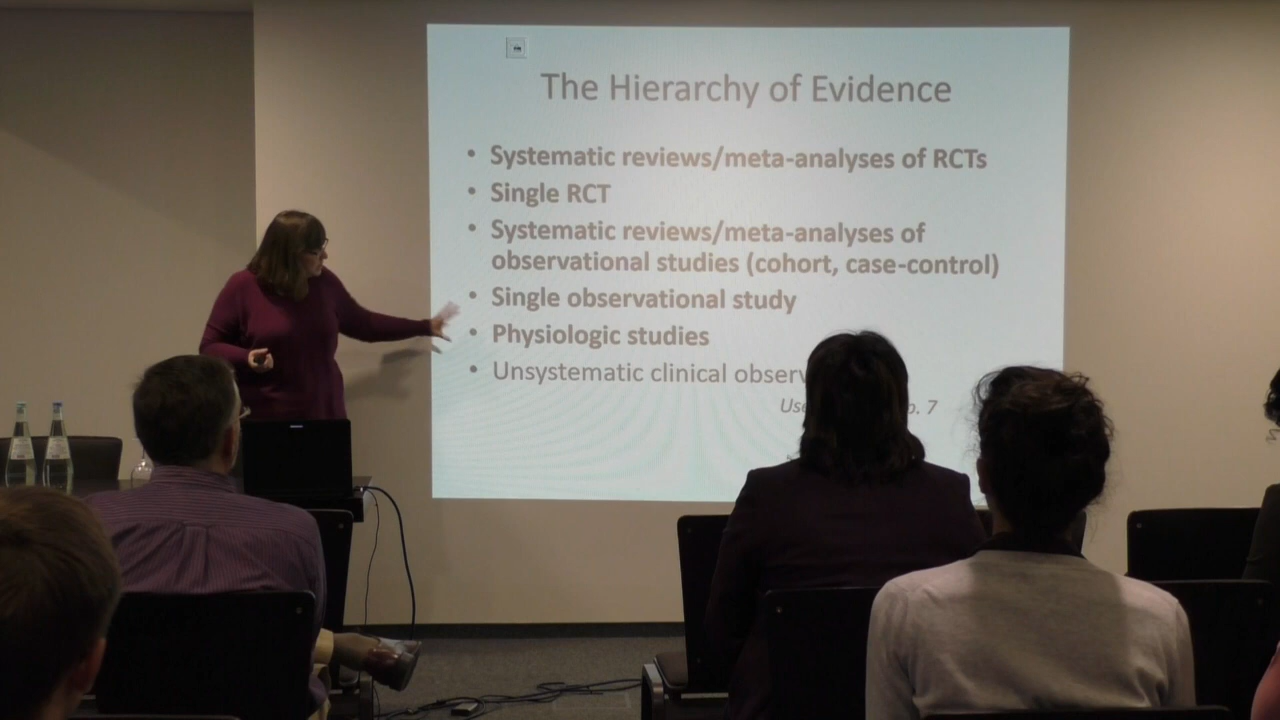 The Hierarchy of Evidence
• Systematic reviews/meta-analyses of RCTs
• Single RCT
• Systematic reviews/meta-analyses of
observational studies (cohort, case-control)
• Single observational study
• Physiologic studies
• Unsystematic clinical
7